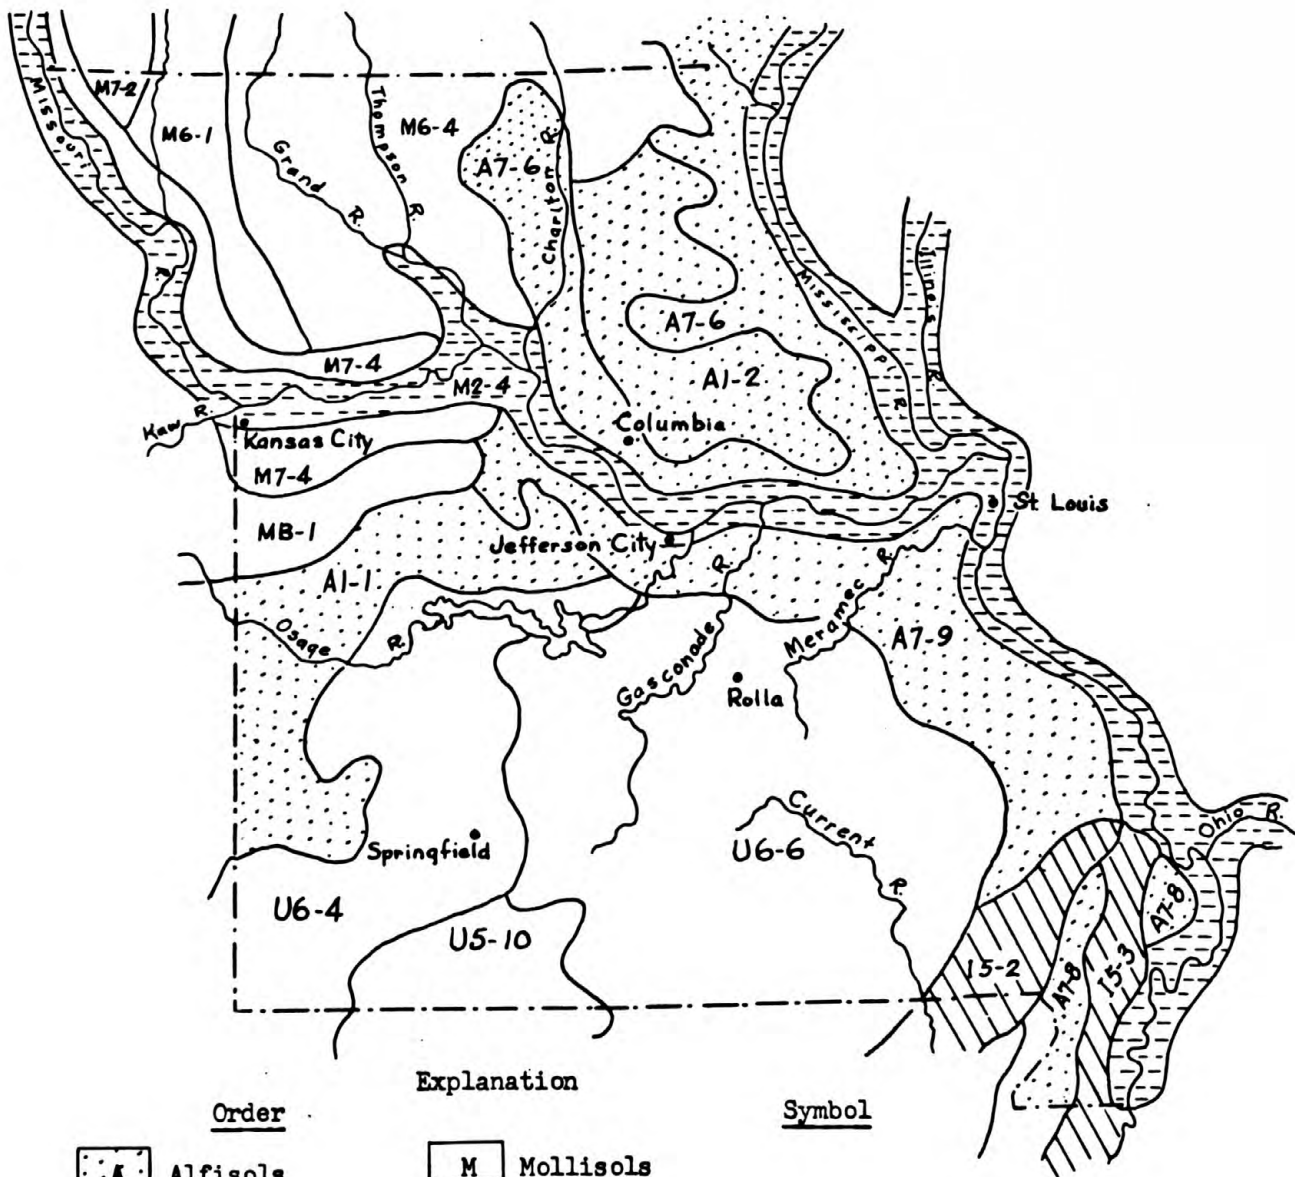 M7-2
Missouri
R.
M6-1
Grand
R.
Thompson
R.
M6-4
A7-6
Chariton
R.
A7-6
A1-2
Mississippi
R.
Illinois
R.
M7-4
M2-4
Kaw R.
Kansas City
M7-4
Columbia
MB-1
Jefferson City
St Louis
A1-1
Osage
R.
Gasconade
R.
Meramec
R.
A7-9
Rolla
Springfield
Current
R.
U6-6
Ohio R.
U6-4
U5-10
I5-2
A7-8
I5-3
A7-8
Explanation
Order
Symbol
A Alfisols
M Mollisols